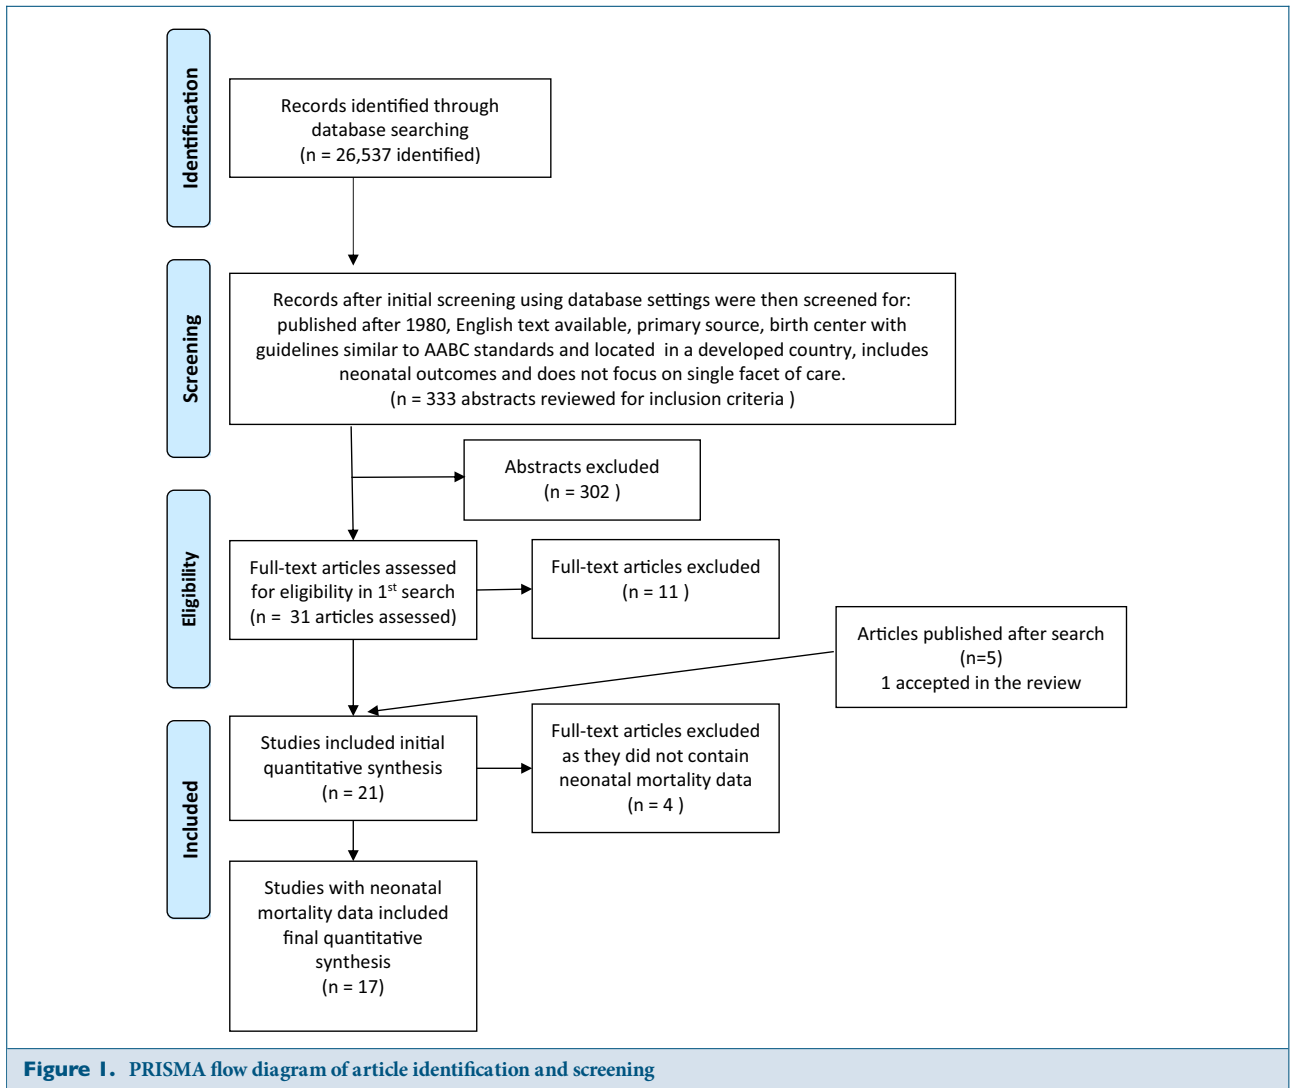 Identification
Records identified through
database searching
(n = 26,537 identified)
Screening
Records after initial screening using database settings were then screened for:
published after 1980, English text available, primary source, birth center with
guidelines similar to AABC standards and located in a developed country, includes
neonatal outcomes and does not focus on single facet of care.
(n = 333 abstracts reviewed for inclusion criteria )
Abstracts excluded
(n = 302 )
Eligibility
Full-text articles assessed
for eligibility in 1st search
(n = 31 articles assessed)
Full-text articles excluded
(n = 11 )
Articles published after search
(n=5)
1 accepted in the review
Included
Studies included initial
quantitative synthesis
(n = 21)
Full-text articles excluded
as they did not contain
neonatal mortality data
(n = 4 )
Studies with neonatal
mortality data included
final quantitative
synthesis
(n = 17)
Figure 1. PRISMA flow diagram of article identification and screening